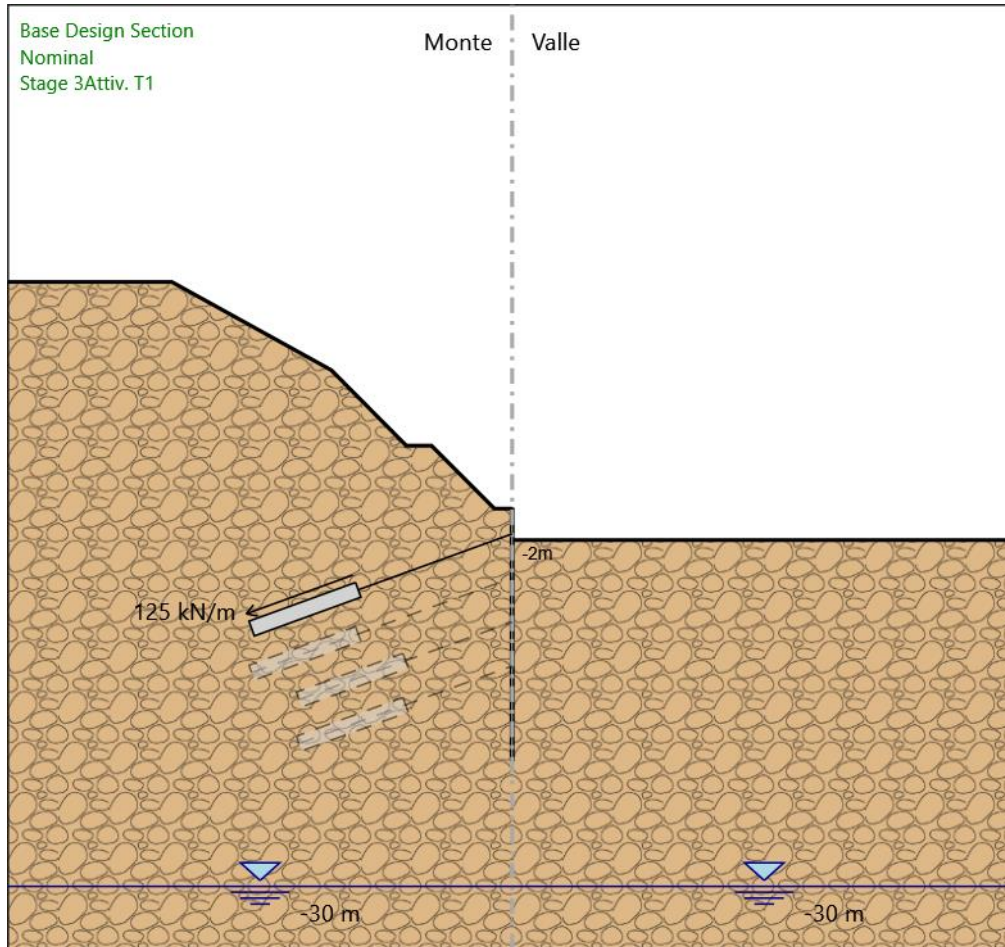 Base Design Section
Nominal
Stage 3Attiv. T1
Monte
Valle
-2m
125 kN/m
-30 m
-30 m